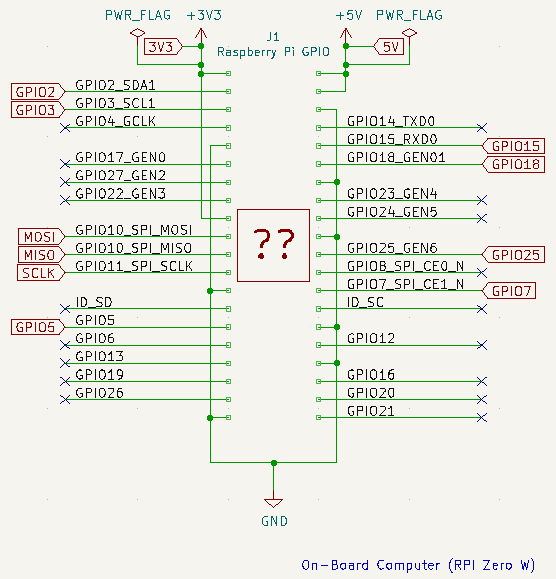 PWR_FLAG +3V3 +5V PWR_FLAG
J1
3V3 5V
Raspberry Pi GPIO
GPIO2 GPIO2_SDA1
GPIO3 GPIO3_SCL1
GPIO4_GCLK GPIO14_TXD0
GPIO15_RXD0 GPIO15
GPIO17_GEN0 GPIO18_GEN01 GPIO18
GPIO27_GEN2
GPIO22_GEN3 GPIO23_GEN4
GPIO24_GEN5
MOSI GPIO10_SPI_MOSI
??
MISO GPIO10_SPI_MISO GPIO25_GEN6 GPIO25
SCLK GPIO11_SPI_SCLK GPIO8_SPI_CE0_N
GPIO7_SPI_CE1_N GPIO7
ID_SD ID_SC
GPIO5 GPIO5
GPIO6 GPIO12
GPIO13
GPIO19 GPIO16
GPIO26 GPIO20
GPIO21
GND
On-Board Computer (RPI Zero W)